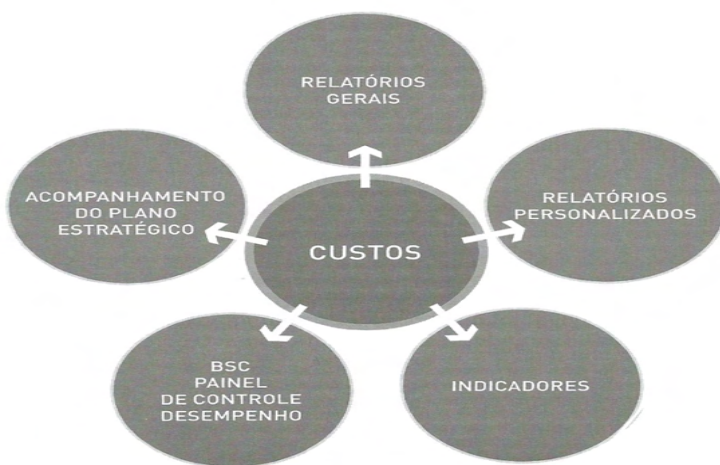 RELATÓRIOS
GERAIS
ACOMPANHAMENTO
DO PLANO
ESTRATÉGICO
RELATÓRIOS
PERSONALIZADOS
CUSTOS
BSC
PAINEL
DE CONTROLE
DESEMPENHO
INDICADORES